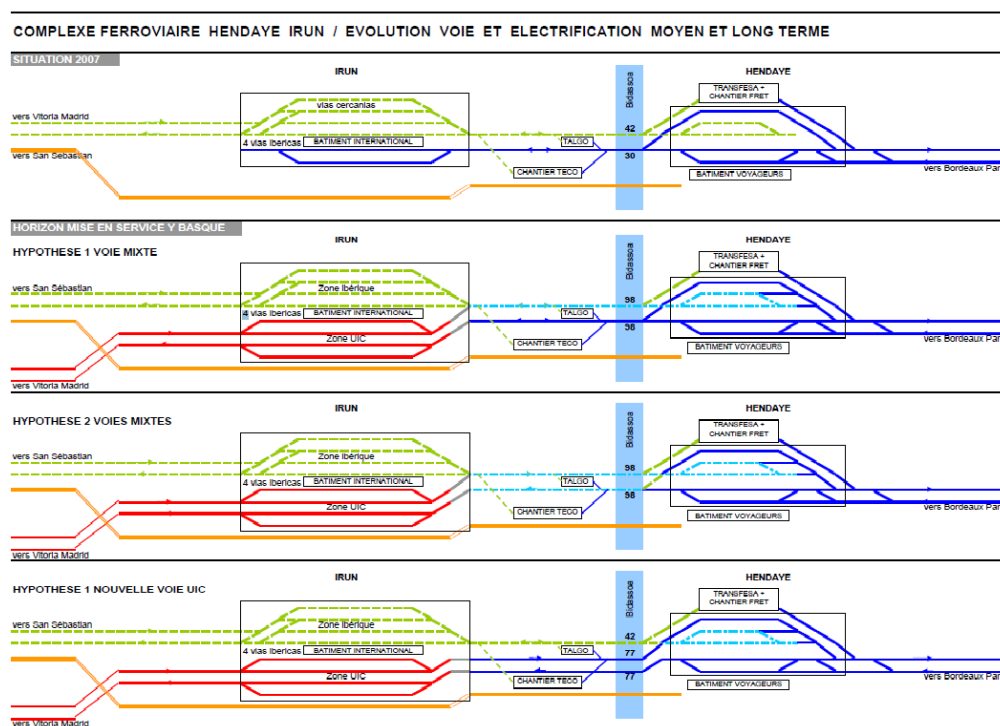 COMPLEXE FERROVIAIRE HENDAYE IRUN / EVOLUTION VOIE ET ELECTRIFICATION MOYEN ET LONG TERME
SITUATION 2007
IRUN
HENDAYE
Bidassoa
TRANSFESA +
CHANTIER FRET
vias cercanias
vers Vitoria Madrid
42
4 vias ibericas
BATIMENT INTERNATIONAL
TALGO
vers San Sébastian
30
CHANTIER TECO
BATIMENT VOYAGEURS
vers Bordeaux Par
HORIZON MISE EN SERVICE Y BASQUE
IRUN
HENDAYE
HYPOTHESE 1 VOIE MIXTE
Bidassoa
TRANSFESA +
CHANTIER FRET
vers San Sébastian
Zone ibérique
98
4 vias ibericas
BATIMENT INTERNATIONAL
TALGO
98
Zone UIC
CHANTIER TECO
BATIMENT VOYAGEURS
vers Bordeaux Par
vers Vitoria Madrid
IRUN
HENDAYE
HYPOTHESE 2 VOIES MIXTES
Bidassoa
TRANSFESA +
CHANTIER FRET
vers San Sébastian
Zone ibérique
98
4 vias ibericas
BATIMENT INTERNATIONAL
TALGO
98
Zone UIC
CHANTIER TECO
BATIMENT VOYAGEURS
vers Bordeaux Par
vers Vitoria Madrid
IRUN
HENDAYE
HYPOTHESE 1 NOUVELLE VOIE UIC
Bidassoa
TRANSFESA +
CHANTIER FRET
vers San Sébastian
Zone ibérique
42
4 vias ibericas
BATIMENT INTERNATIONAL
TALGO
77
Zone UIC
77
CHANTIER TECO
BATIMENT VOYAGEURS
vers Bordeaux Par
vers Vitoria Madrid